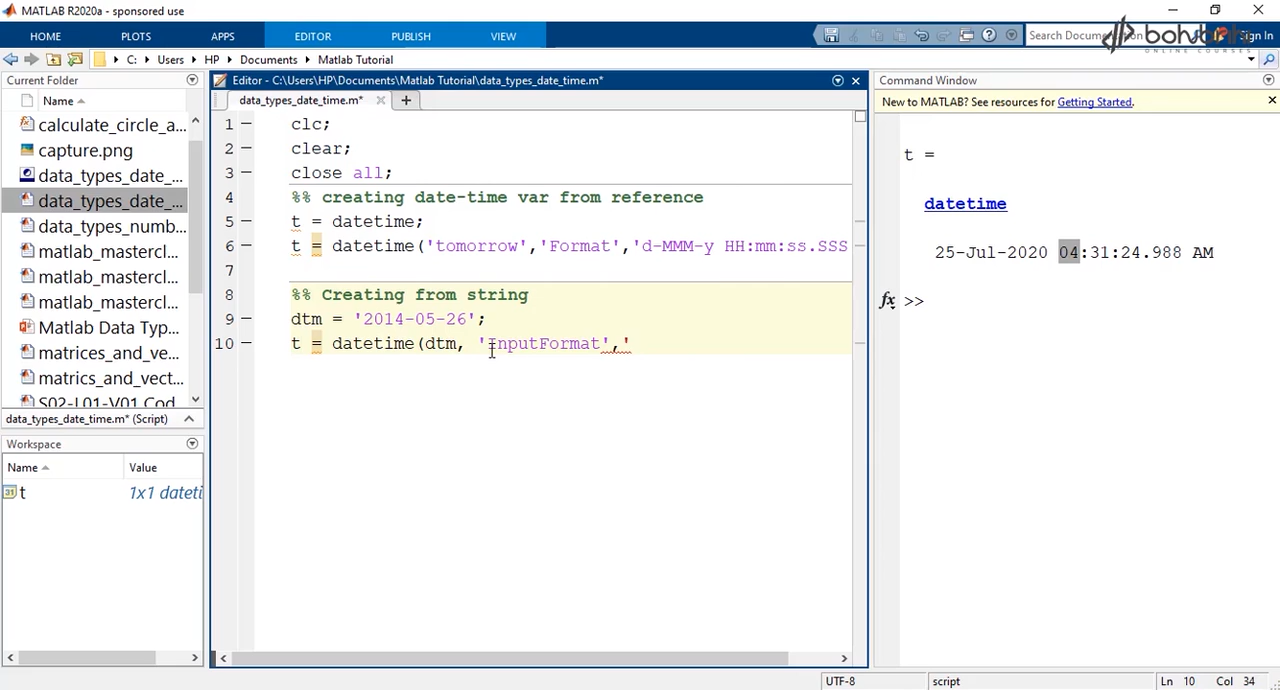 MATLAB R2020a - sponsored use
HOME PLOTS APPS EDITOR PUBLISH VIEW Search Documentation Sign In
ONLINE COURSES
C: Users HP Documents Matlab Tutorial
Current Folder
Name
calculate_circle_a...
capture.png
data_types_date_...
data_types_date_...
data_types_numb...
matlab_mastercl...
matlab_mastercl...
matlab_mastercl...
Matlab Data Typ...
matrices_and_ve...
matrics_and_vect...
S02-L01-V01 Cod
data_types_date_time.m* (Script)
Workspace
Name Value
t 1x1 dateti
Editor - C:\Users\HP\Documents\Matlab Tutorial\data_types_date_time.m*
data_types_date_time.m*
1 clc;
2 clear;
3 close all;
4 %% creating date-time var from reference
5 t = datetime;
6 t = datetime('tomorrow','Format','d-MMM-y HH:mm:ss.SSS
7
8 %% Creating from string
9 dtm = '2014-05-26';
10 t = datetime(dtm, 'InputFormat','
Command Window
New to MATLAB? See resources for Getting Started.
t =
datetime
25-Jul-2020 04:31:24.988 AM
fx >>
UTF-8 script Ln 10 Col 34